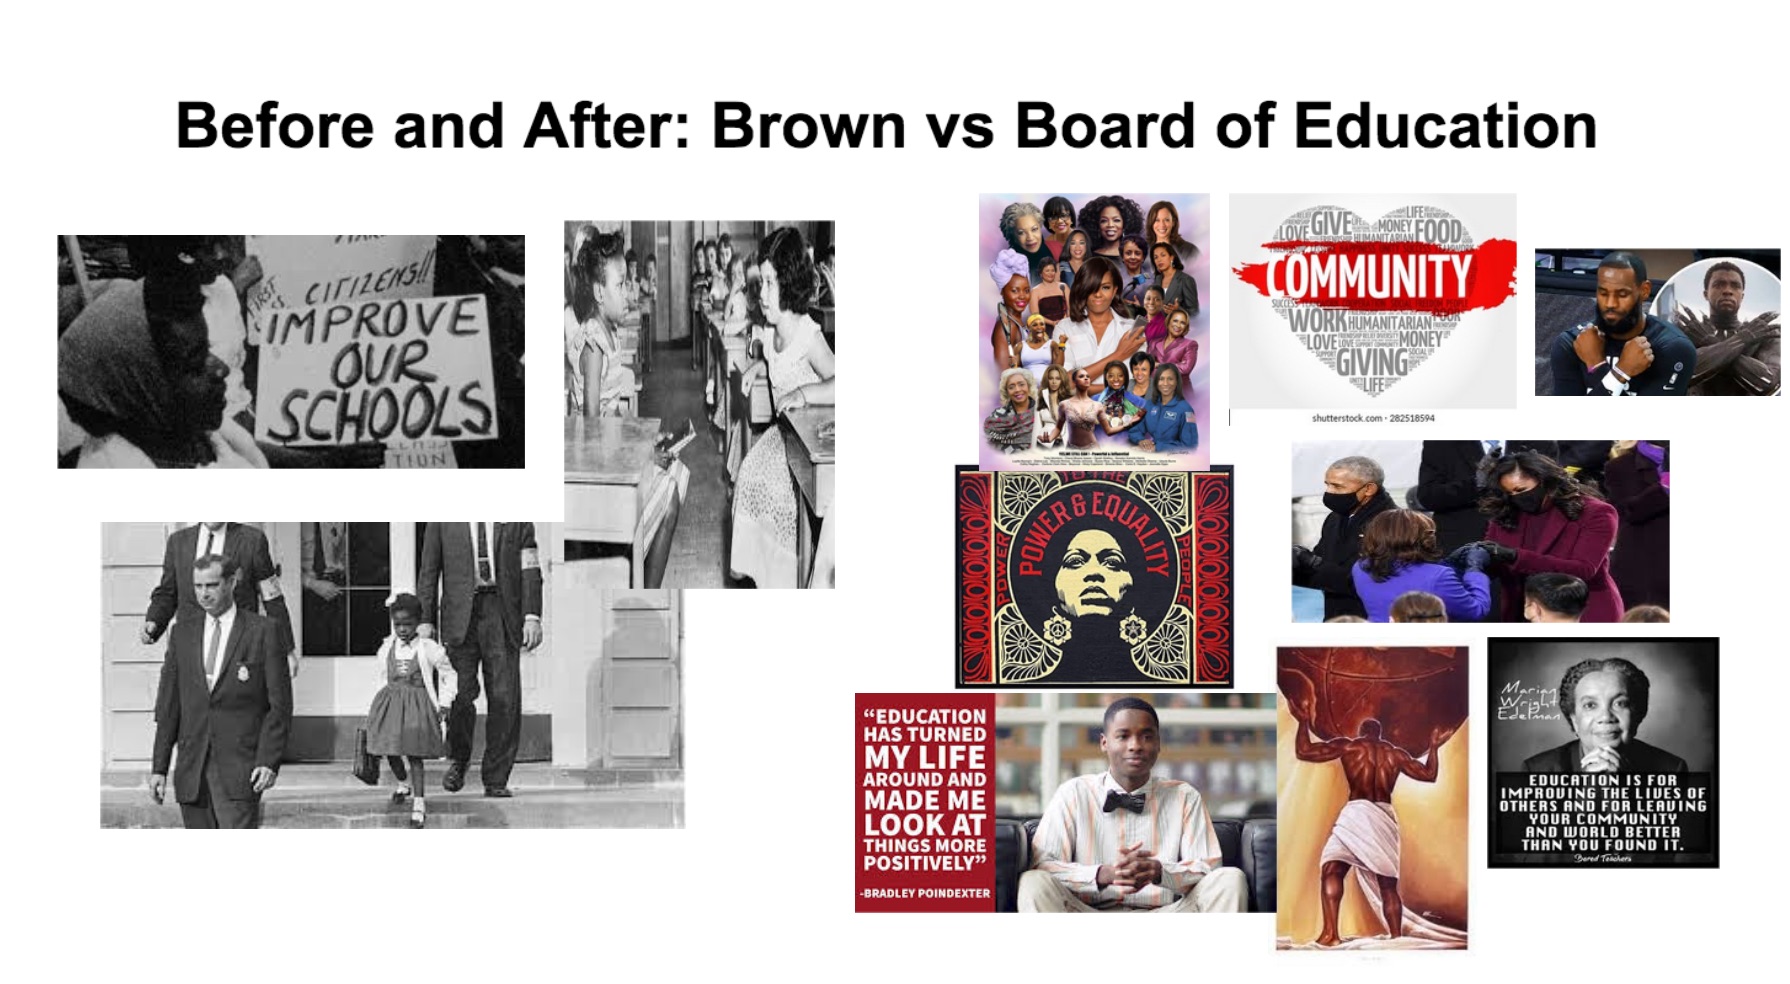 Before and After: Brown vs Board of Education
CITIZENS!!
IMPROVE
OUR
SCHOOLS
GIVE
LIFE
LOVE
MONEY
FOOD
HUMANITARIAN
COMMUNITY
SUCCESS
WORK
HUMANITARIAN
LOVE
LOVE
MONEY
GIVING
LIFE
shutterstock.com · 282518594
TO THE
POWER & EQUALITY
POWER
PEOPLE
“EDUCATION
HAS TURNED
MY LIFE
AROUND AND
MADE ME
LOOK AT
THINGS MORE
POSITIVELY”
-BRADLEY POINDEXTER
Marian
Wright
Edelman
EDUCATION IS FOR
IMPROVING THE LIVES OF
OTHERS AND FOR LEAVING
YOUR COMMUNITY
AND WORLD BETTER
THAN YOU FOUND IT.
Bored Teachers